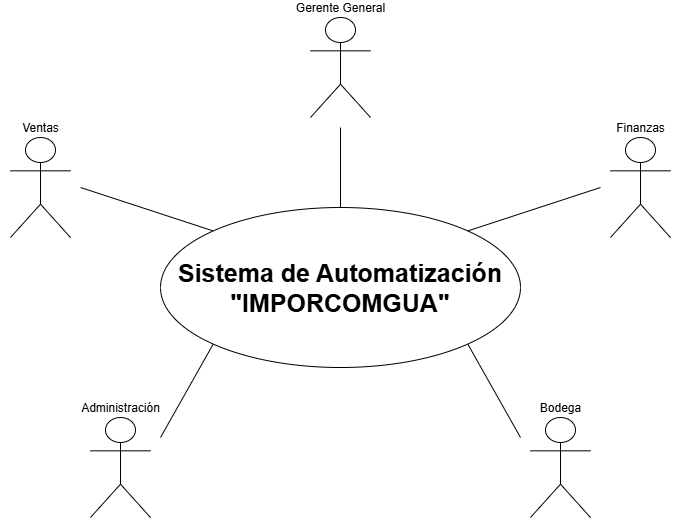 Gerente General
Ventas
Finanzas
Sistema de Automatización
"IMPORCOMGUA"
Administración
Bodega